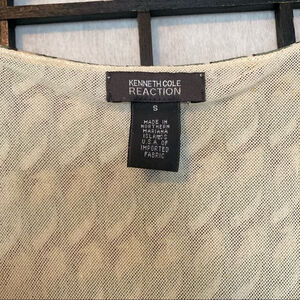 KENNETH COLE
REACTION
S
MADE IN
NORTHERN
MARIANA
ISLANDS
U.S.A. OF
IMPORTED
FABRIC